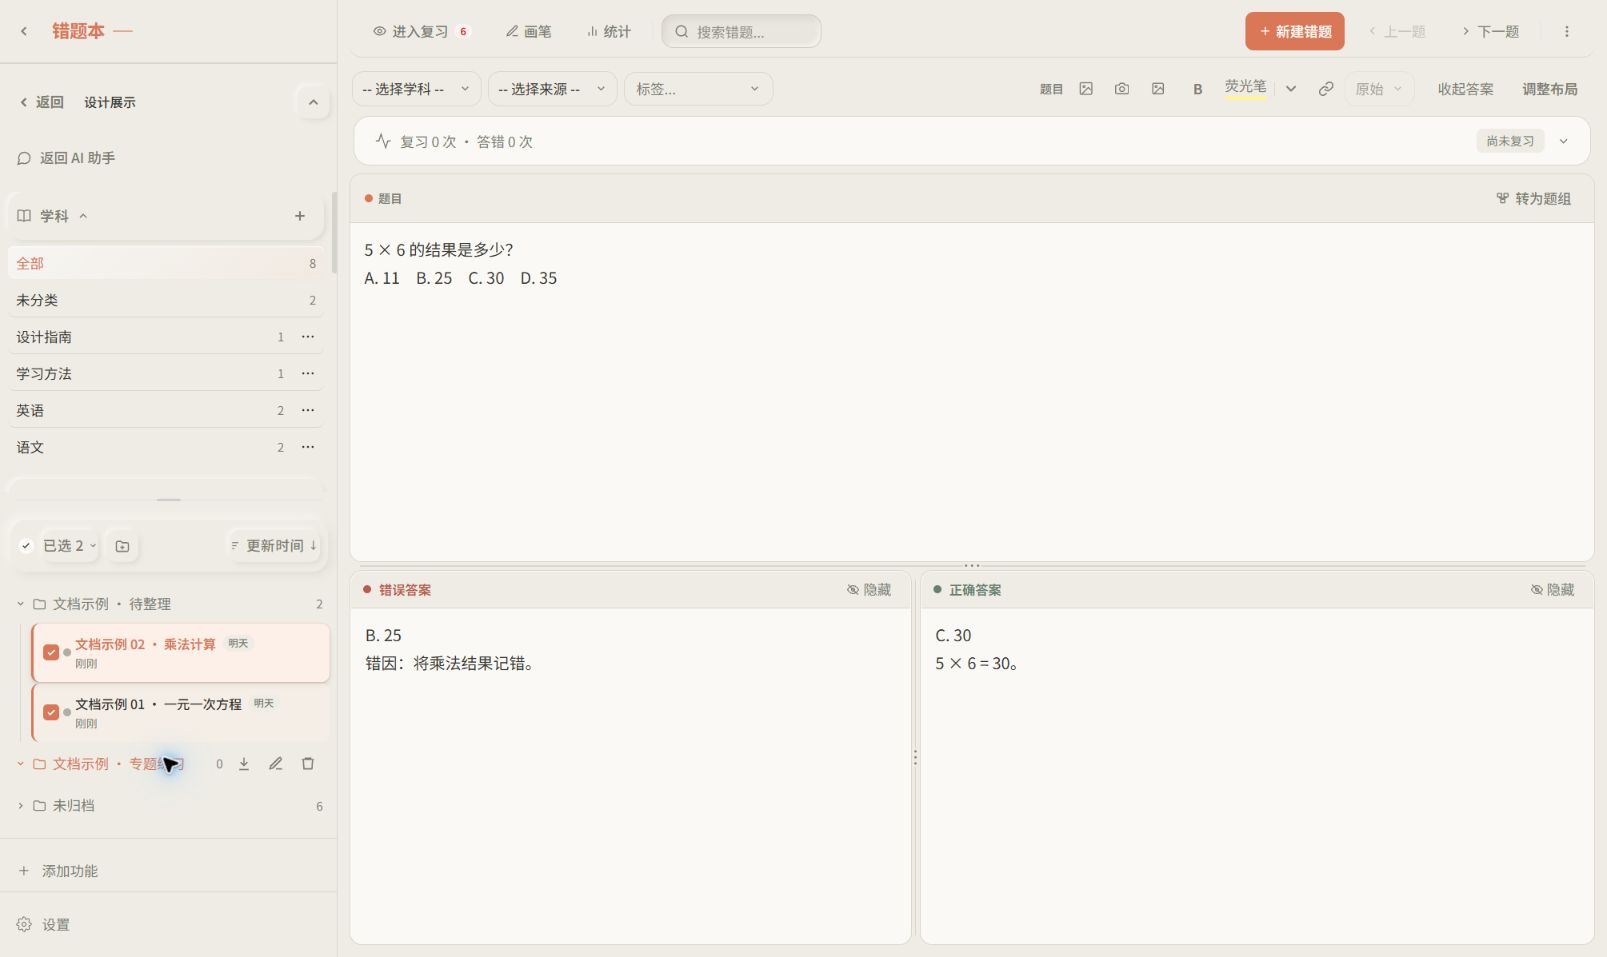 错题本 —
返回 设计展示
返回 AI 助手
学科
全部 8
未分类 2
设计指南 1
学习方法 1
英语 2
语文 2
已选 2 更新时间 ↓
文档示例 · 待整理 2
文档示例 02 · 乘法计算 明天
刚刚
文档示例 01 · 一元一次方程 明天
刚刚
文档示例 · 专题 0
未归档 6
添加功能
设置
进入复习 6 画笔 统计 搜索错题... + 新建错题 上一题 下一题
-- 选择学科 -- -- 选择来源 -- 标签... 题目 B 荧光笔 原始 收起答案 调整布局
复习 0 次 · 答错 0 次 尚未复习
题目 转为题组
5 × 6 的结果是多少？
A. 11 B. 25 C. 30 D. 35
错误答案 隐藏
B. 25
错因：将乘法结果记错。
正确答案 隐藏
C. 30
5 × 6 = 30。